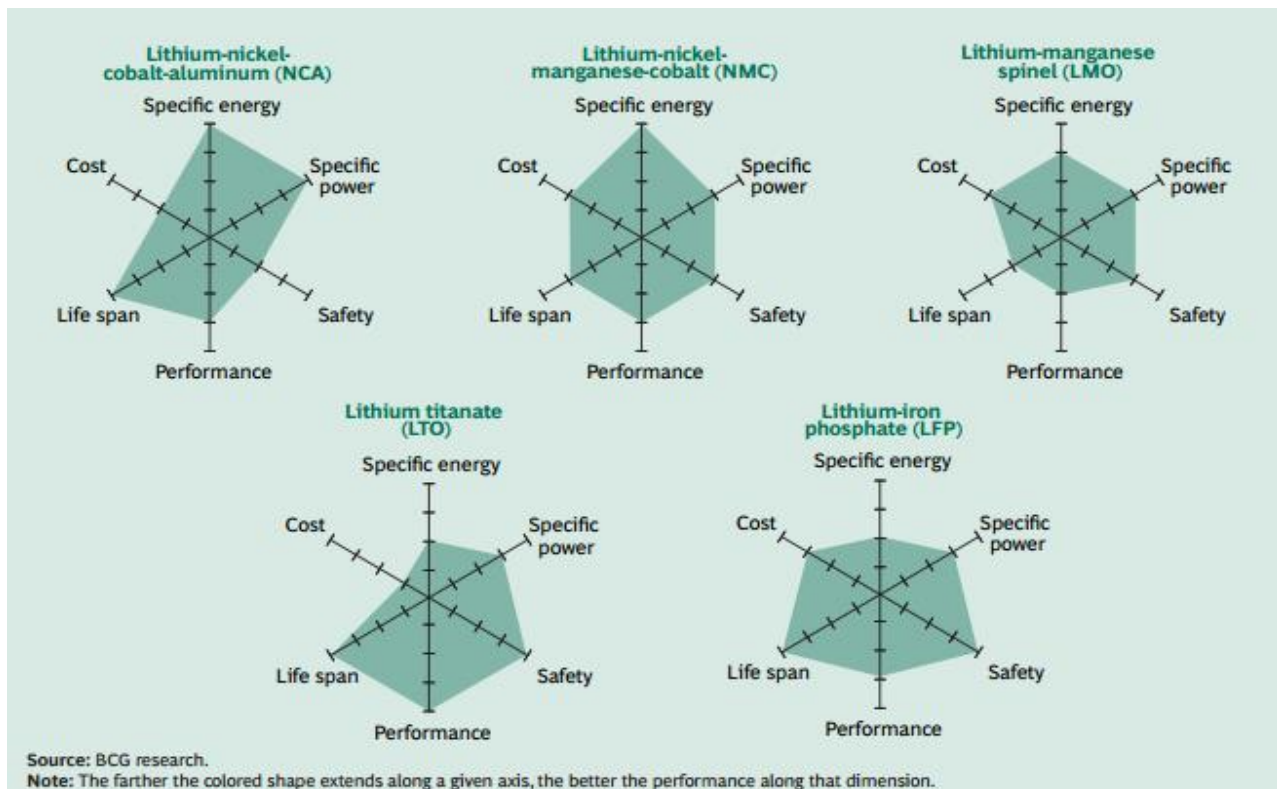 Lithium-nickel-
cobalt-aluminum (NCA)
Specific energy
Cost
Specific
power
Life span
Safety
Performance
Lithium-nickel-
manganese-cobalt (NMC)
Specific energy
Cost
Specific
power
Life span
Safety
Performance
Lithium-manganese
spinel (LMO)
Specific energy
Cost
Specific
power
Life span
Safety
Performance
Lithium titanate
(LTO)
Specific energy
Cost
Specific
power
Life span
Safety
Performance
Lithium-iron
phosphate (LFP)
Specific energy
Cost
Specific
power
Life span
Safety
Performance
Source: BCG research.
Note: The farther the colored shape extends along a given axis, the better the performance along that dimension.